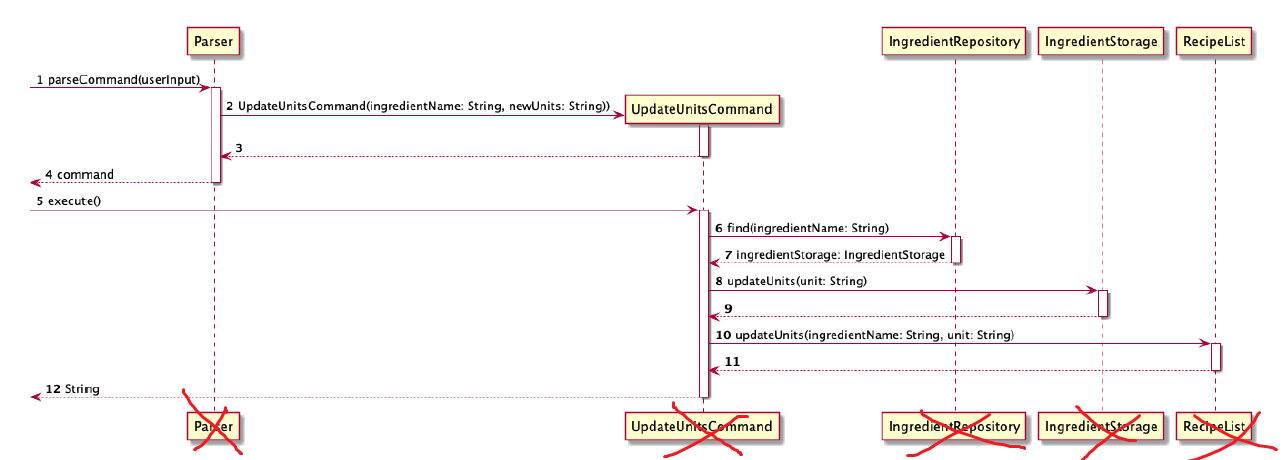 Parser
IngredientRepository
IngredientStorage
RecipeList
1 parseCommand(userInput)
2 UpdateUnitsCommand(ingredientName: String, newUnits: String))
UpdateUnitsCommand
3
4 command
5 execute()
6 find(ingredientName: String)
7 ingredientStorage: IngredientStorage
8 updateUnits(unit: String)
9
10 updateUnits(ingredientName: String, unit: String)
11
12 String
Parser
UpdateUnitsCommand
IngredientRepository
IngredientStorage
RecipeList